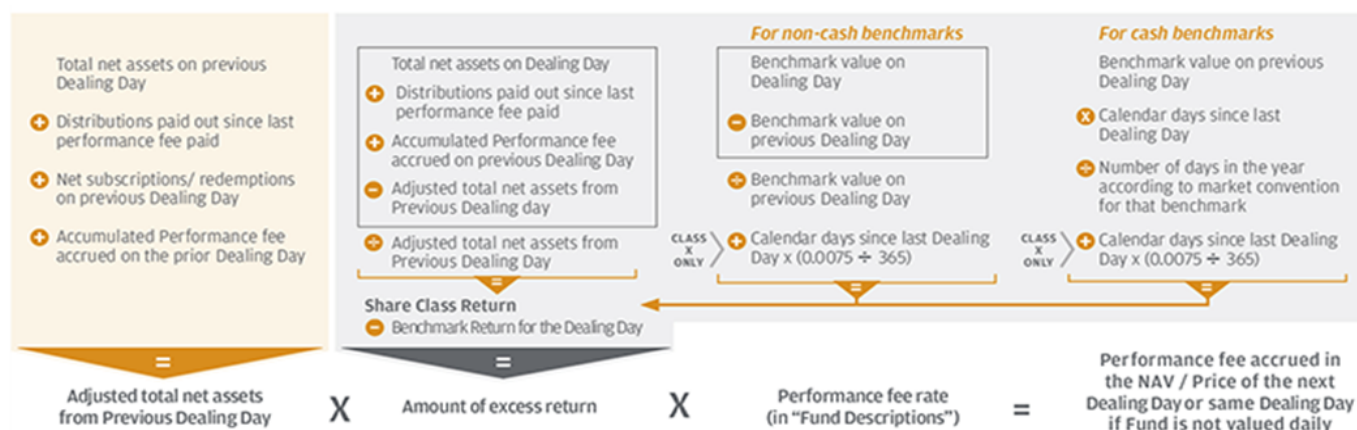 Total net assets on previous
Dealing Day
+ Distributions paid out since last
performance fee paid
+ Net subscriptions/ redemptions
on previous Dealing Day
+ Accumulated Performance fee
accrued on the prior Dealing Day
=
Adjusted total net assets
from Previous Dealing Day
X
Total net assets on Dealing Day
+ Distributions paid out since last
performance fee paid
+ Accumulated Performance fee
accrued on previous Dealing Day
− Adjusted total net assets from
Previous Dealing day
÷ Adjusted total net assets from
Previous Dealing Day
=
Share Class Return
− Benchmark Return for the Dealing Day
=
Amount of excess return
X
For non-cash benchmarks
Benchmark value on
Dealing Day
− Benchmark value on
previous Dealing Day
÷ Benchmark value on
previous Dealing Day
CLASS
X
ONLY
+ Calendar days since last Dealing
Day x (0.0075 ÷ 365)
=
For cash benchmarks
Benchmark value on previous
Dealing Day
x Calendar days since last
Dealing Day
÷ Number of days in the year
according to market convention
for that benchmark
CLASS
X
ONLY
+ Calendar days since last Dealing
Day x (0.0075 ÷ 365)
=
Performance fee rate
(in “Fund Descriptions”)
=
Performance fee accrued in
the NAV / Price of the next
Dealing Day or same Dealing Day
if Fund is not valued daily